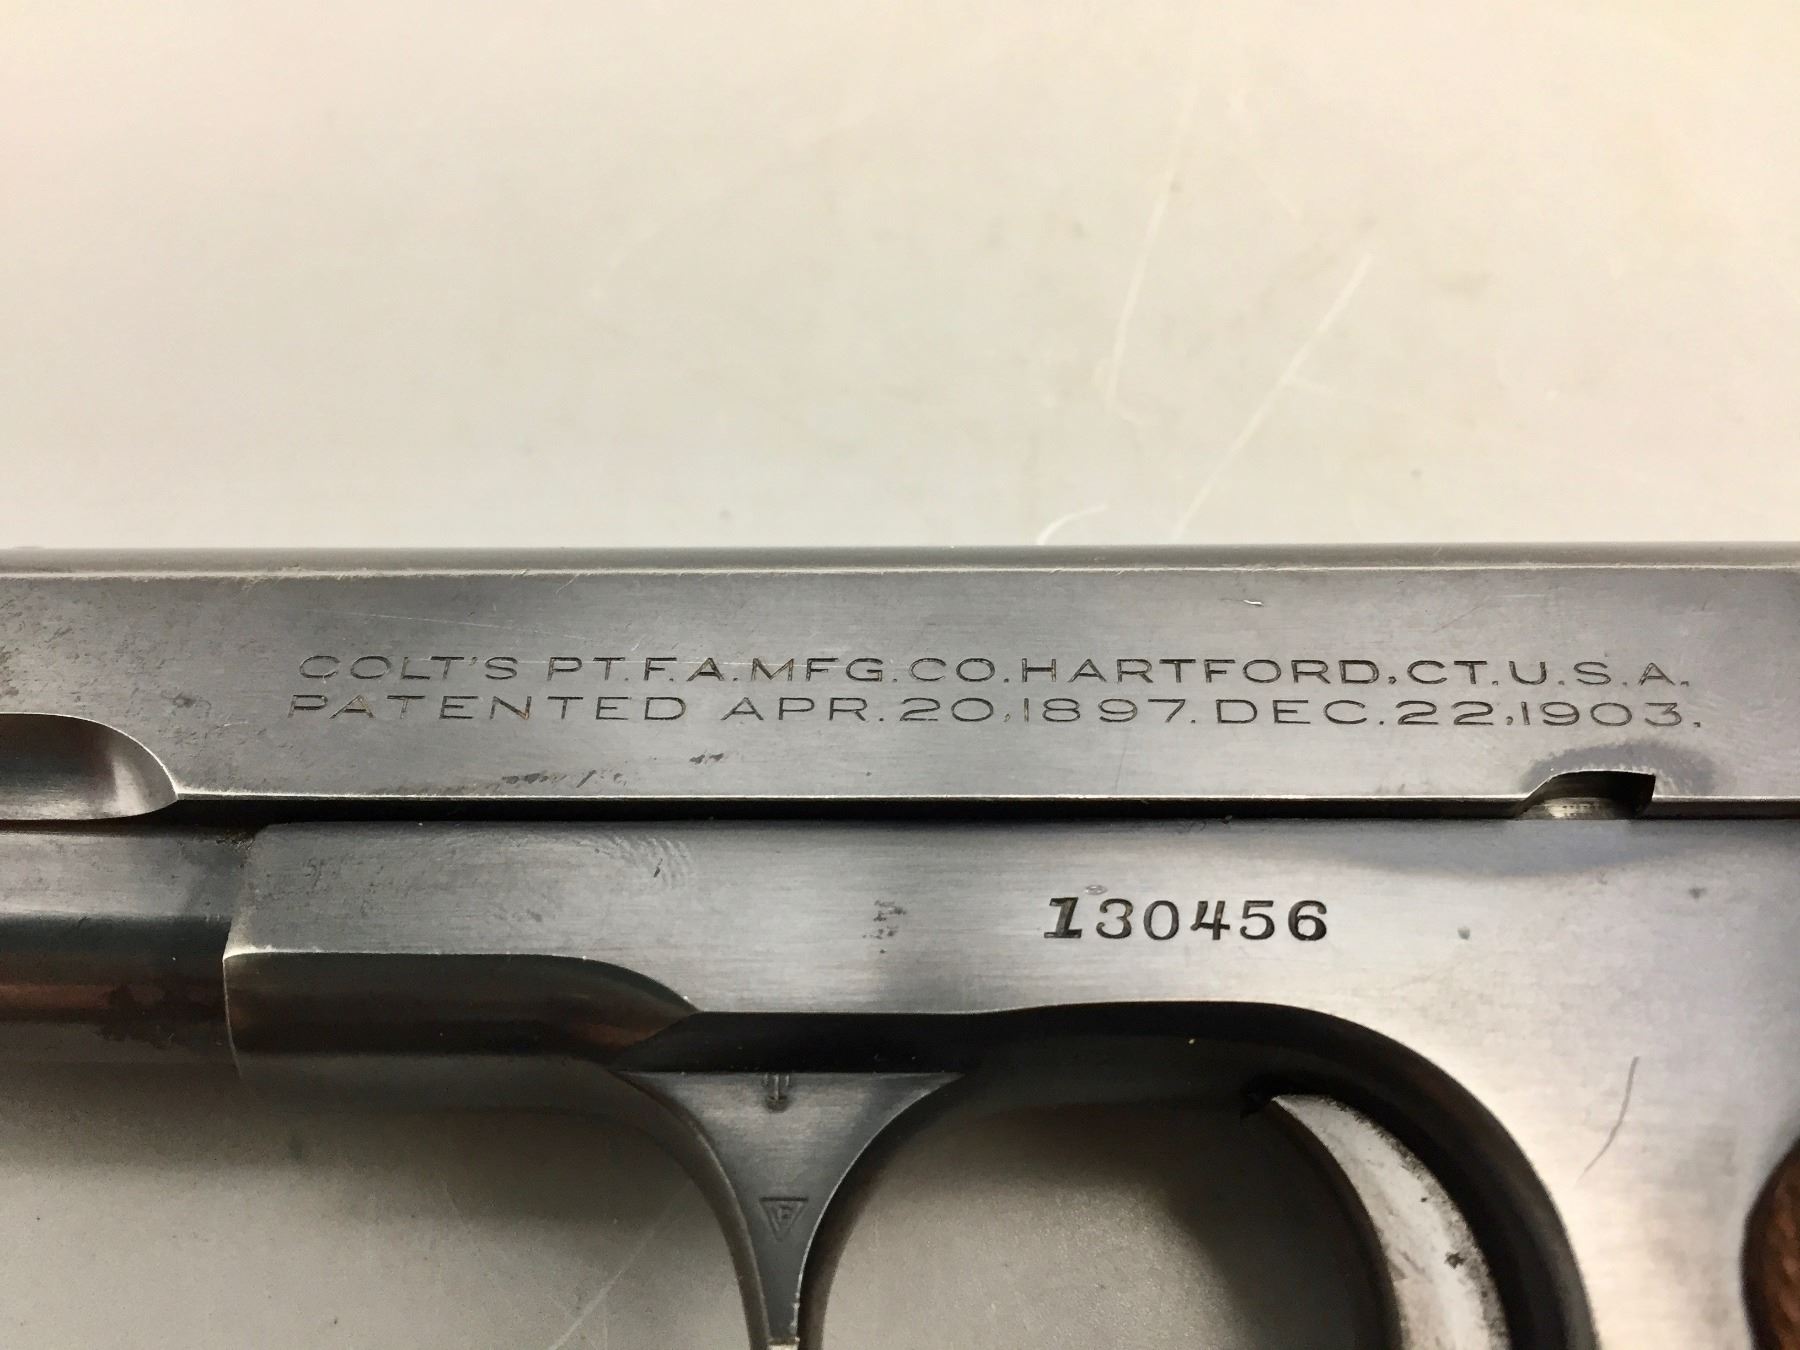 COLT'S PT.F.A.MFG.CO.HARTFORD,CT.U.S.A.
PATENTED APR.20,1897.DEC.22,1903.
130456